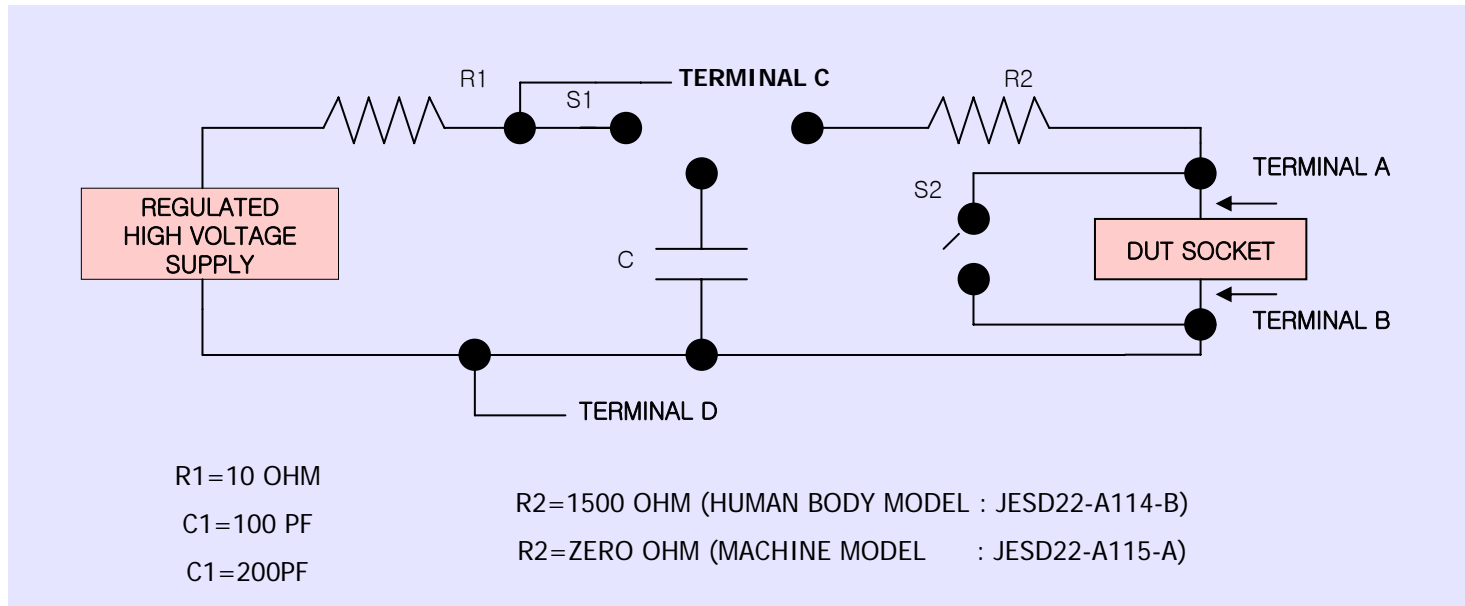 R1
TERMINAL C
R2
S1
TERMINAL A
S2
REGULATED
HIGH VOLTAGE
SUPPLY
DUT SOCKET
C
TERMINAL B
TERMINAL D
R1=10 OHM
C1=100 PF
C1=200PF
R2=1500 OHM (HUMAN BODY MODEL : JESD22-A114-B)
R2=ZERO OHM (MACHINE MODEL : JESD22-A115-A)